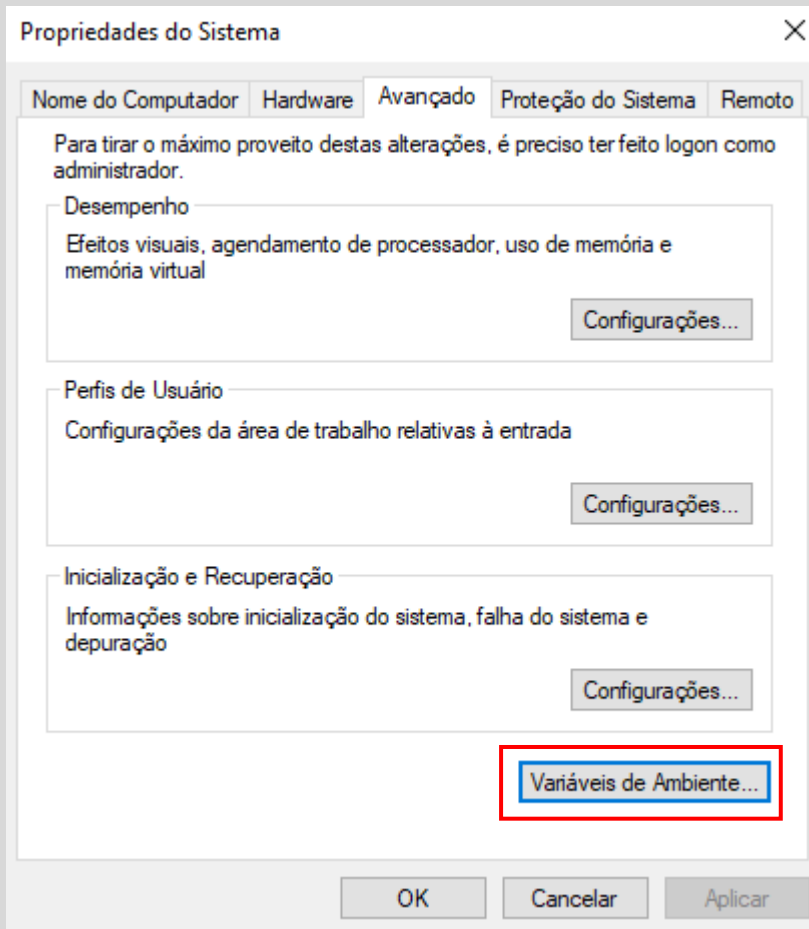 Propriedades do Sistema
Nome do Computador Hardware Avançado Proteção do Sistema Remoto
Para tirar o máximo proveito destas alterações, é preciso ter feito logon como
administrador.
Desempenho
Efeitos visuais, agendamento de processador, uso de memória e
memória virtual
Configurações...
Perfis de Usuário
Configurações da área de trabalho relativas à entrada
Configurações...
Inicialização e Recuperação
Informações sobre inicialização do sistema, falha do sistema e
depuração
Configurações...
Variáveis de Ambiente...
OK Cancelar Aplicar